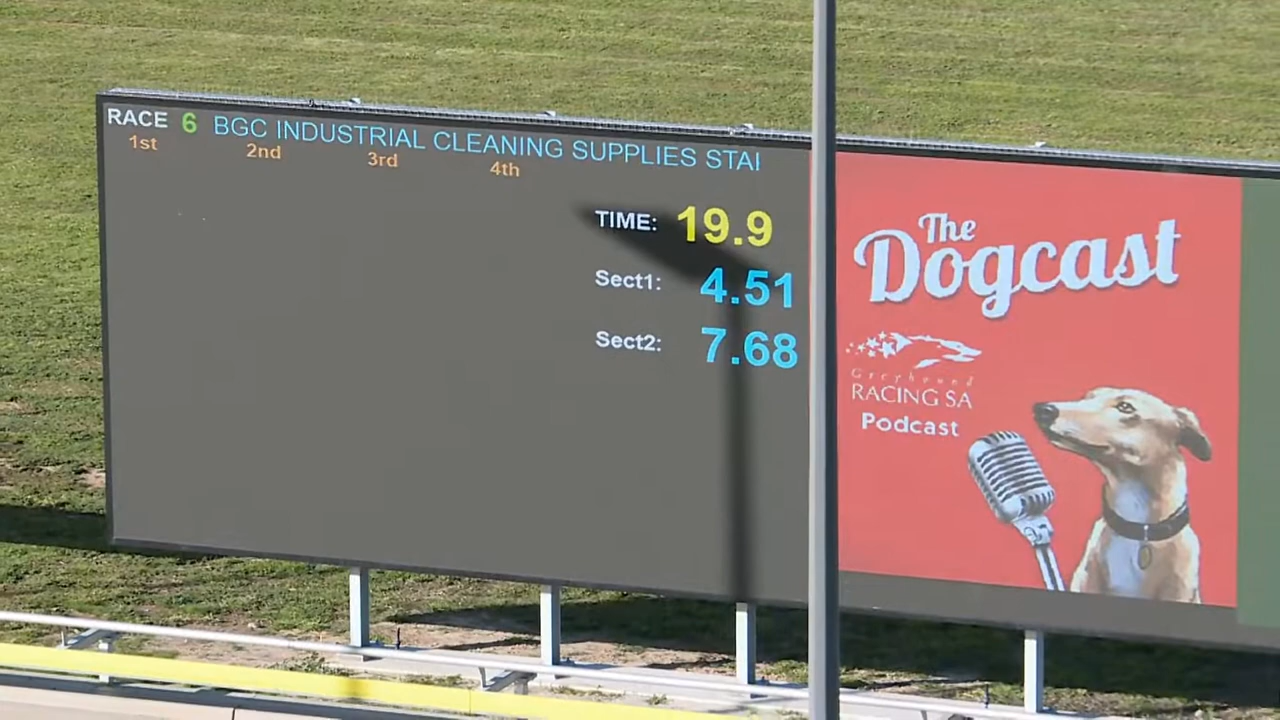 RACE 6 BGC INDUSTRIAL CLEANING SUPPLIES STAI
1st 2nd 3rd 4th
TIME: 19.9
Sect1: 4.51
Sect2: 7.68
The
Dogcast
Greyhound
RACING SA
Podcast